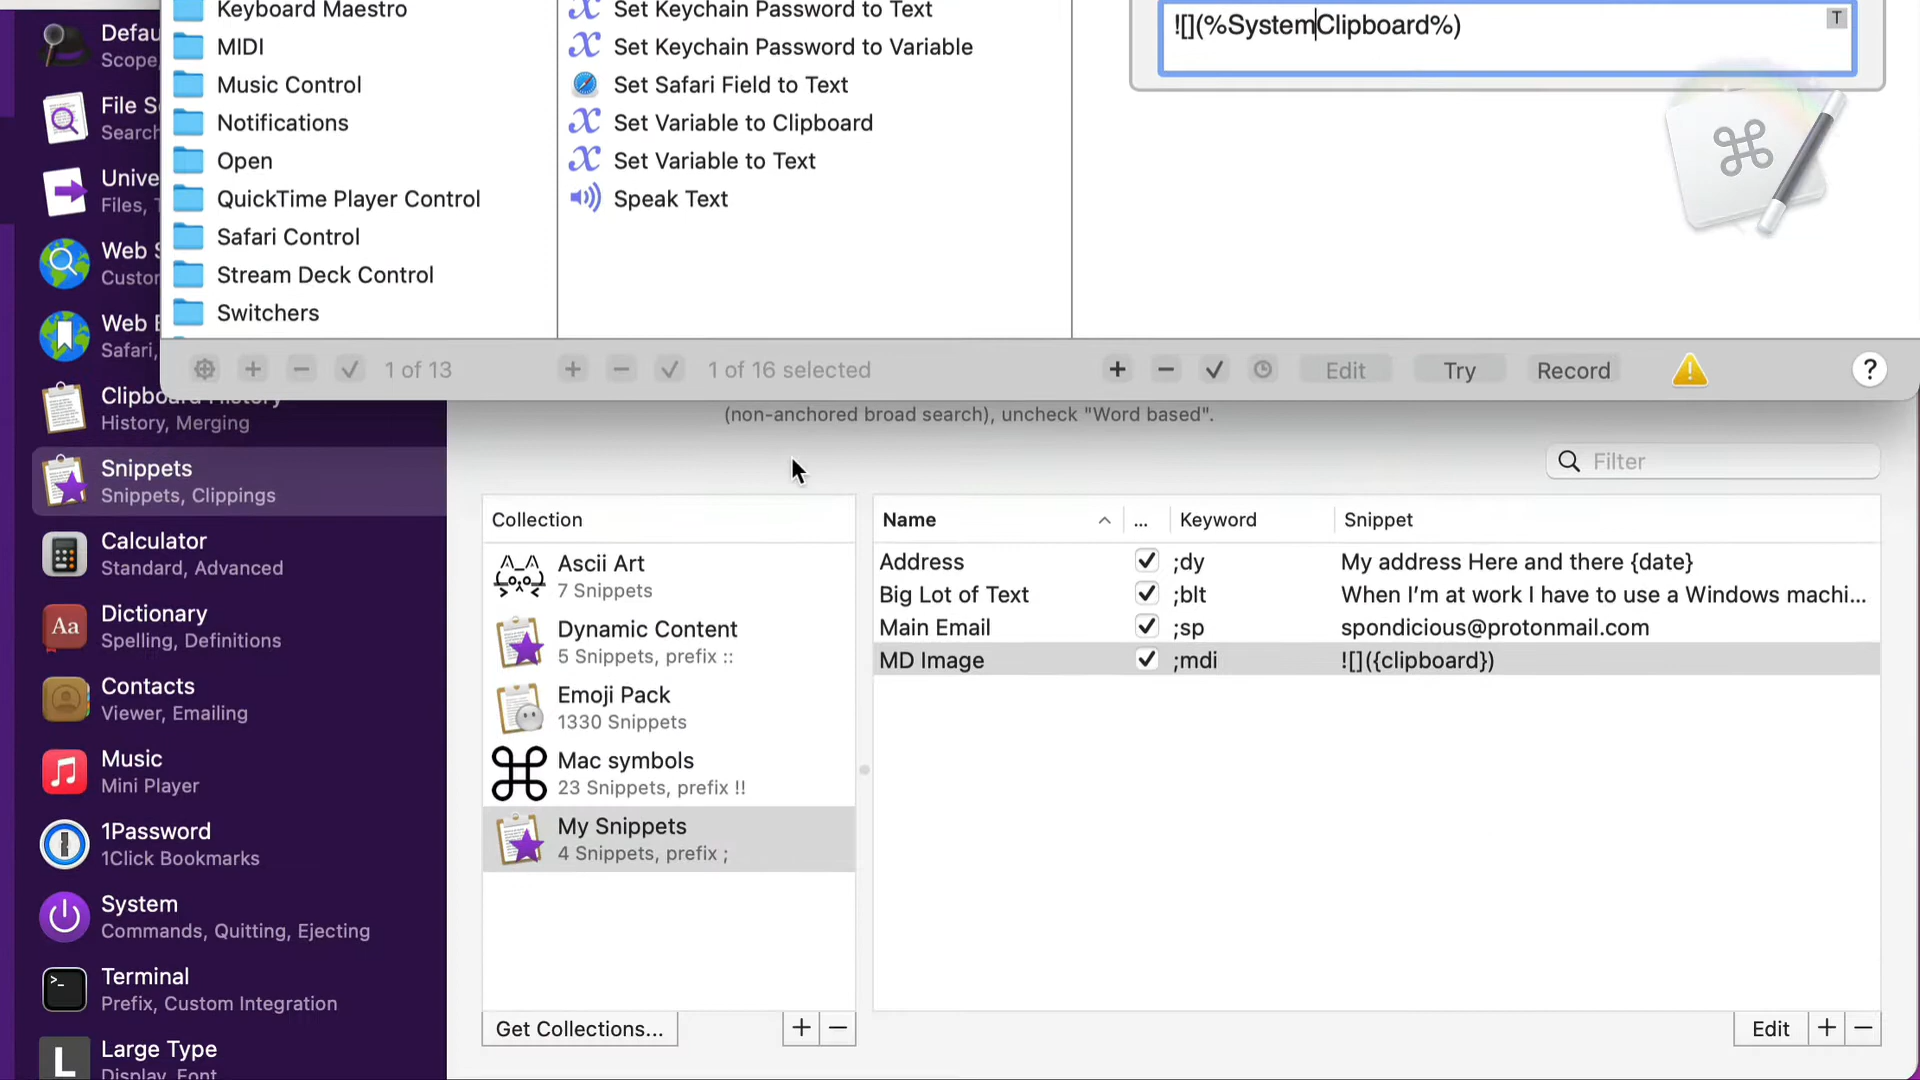 Keyboard Maestro
MIDI
Music Control
Notifications
Open
QuickTime Player Control
Safari Control
Stream Deck Control
Switchers
Set Keychain Password to Text
Set Keychain Password to Variable
Set Safari Field to Text
Set Variable to Clipboard
Set Variable to Text
Speak Text
![](%SystemClipboard%)
T
1 of 13
1 of 16 selected
Edit
Try
Record
?
Defau
Scope,
File S
Search
Unive
Files, T
Web S
Custor
Web B
Safari,
Clipboard History
History, Merging
Snippets
Snippets, Clippings
Calculator
Standard, Advanced
Aa
Dictionary
Spelling, Definitions
Contacts
Viewer, Emailing
Music
Mini Player
1Password
1Click Bookmarks
System
Commands, Quitting, Ejecting
>-
Terminal
Prefix, Custom Integration
L
Large Type
Display, Font
(non-anchored broad search), uncheck "Word based".
Filter
Collection
Ascii Art
7 Snippets
Dynamic Content
5 Snippets, prefix ::
Emoji Pack
1330 Snippets
Mac symbols
23 Snippets, prefix !!
My Snippets
4 Snippets, prefix ;
Get Collections...
Name ... Keyword Snippet
Address ;dy My address Here and there {date}
Big Lot of Text ;blt When I’m at work I have to use a Windows machi...
Main Email ;sp spondicious@protonmail.com
MD Image ;mdi ![]({clipboard})
Edit